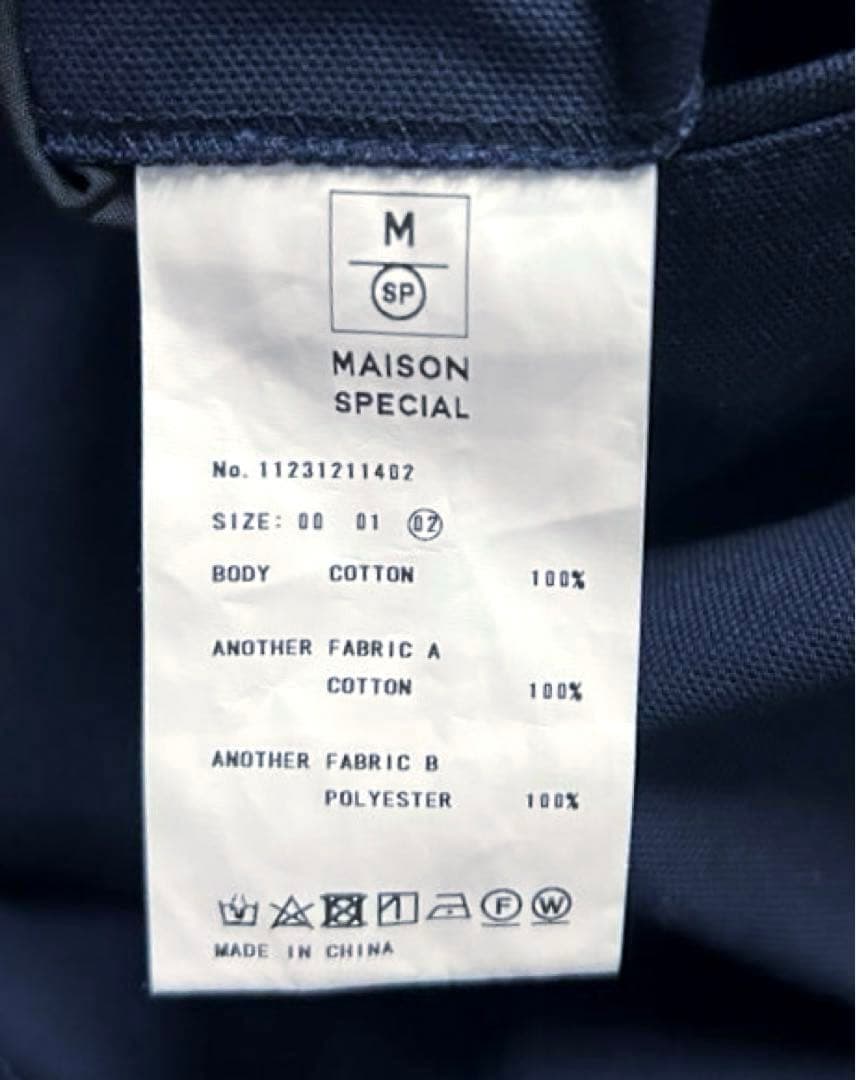 M
SP
MAISON
SPECIAL
No. 11231211402
SIZE: 00 01 02
BODY COTTON 100%
ANOTHER FABRIC A
COTTON 100%
ANOTHER FABRIC B
POLYESTER 100%
F W
MADE IN CHINA